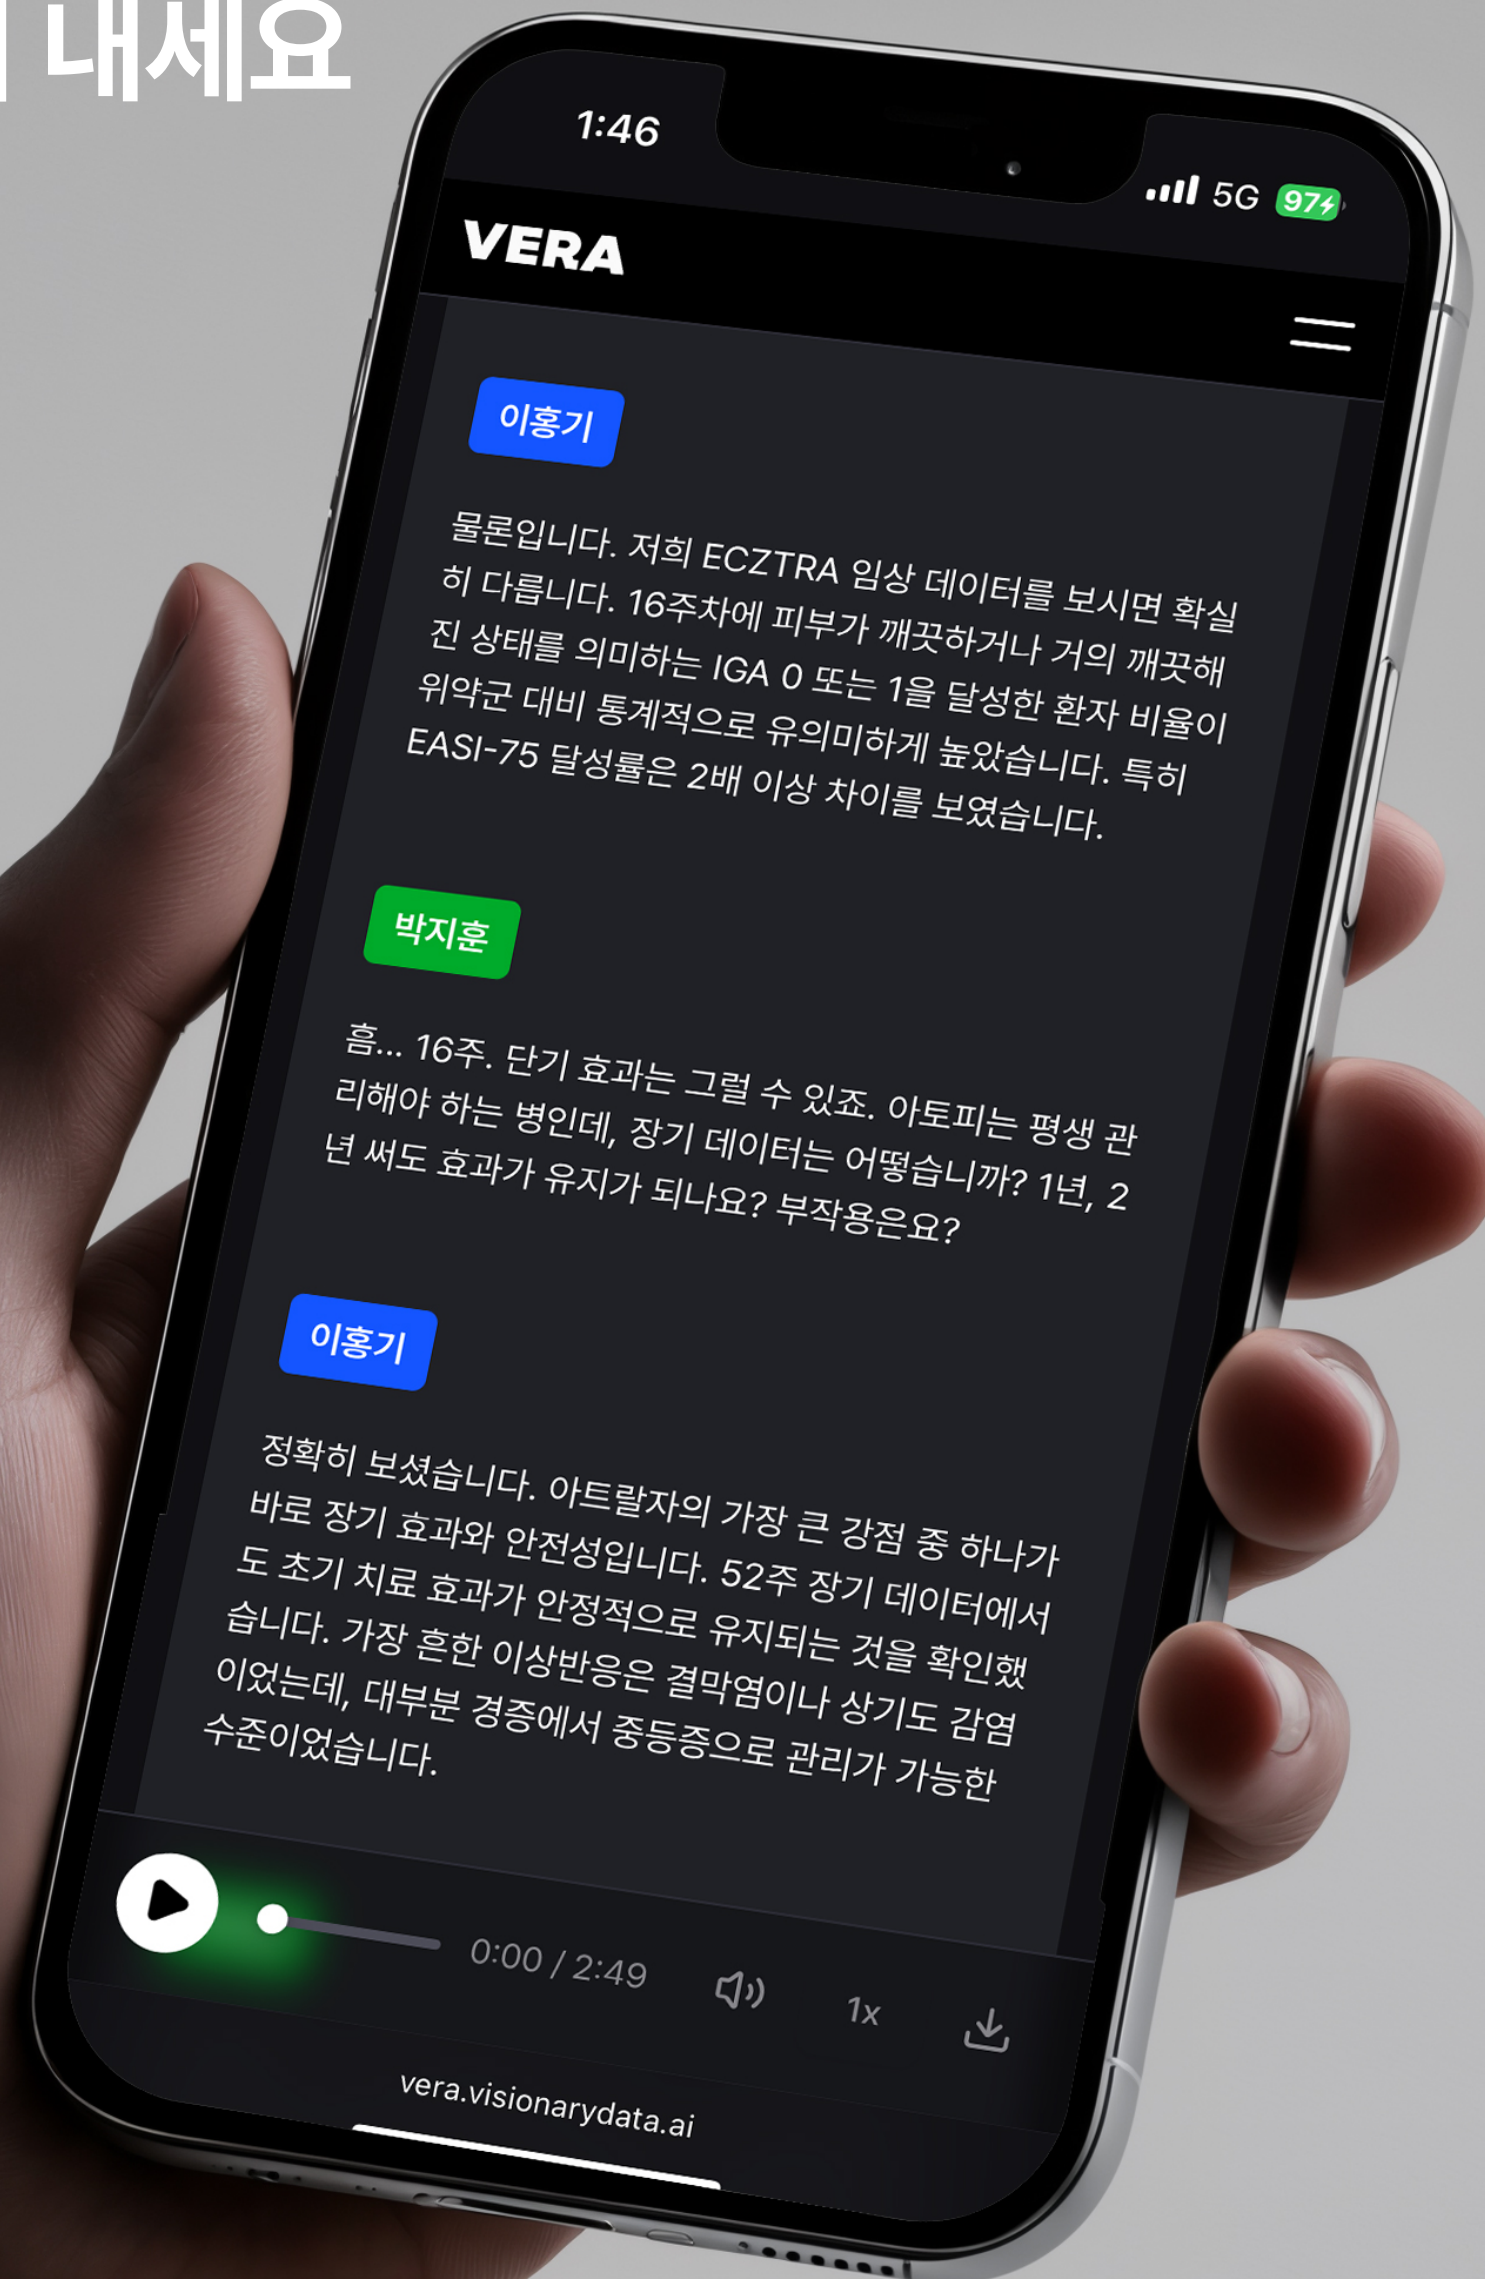 내세요
1:46
5G 97
VERA
이홍기
물론입니다. 저희 ECZTRA 임상 데이터를 보시면 확실
히 다릅니다. 16주차에 피부가 깨끗하거나 거의 깨끗해
진 상태를 의미하는 IGA 0 또는 1을 달성한 환자 비율이
위약군 대비 통계적으로 유의미하게 높았습니다. 특히
EASI-75 달성률은 2배 이상 차이를 보였습니다.
박지훈
흠... 16주. 단기 효과는 그럴 수 있죠. 아토피는 평생 관
리해야 하는 병인데, 장기 데이터는 어떻습니까? 1년, 2
년 써도 효과가 유지가 되나요? 부작용은요?
이홍기
정확히 보셨습니다. 아트랄자의 가장 큰 강점 중 하나가
바로 장기 효과와 안전성입니다. 52주 장기 데이터에서
도 초기 치료 효과가 안정적으로 유지되는 것을 확인했
습니다. 가장 흔한 이상반응은 결막염이나 상기도 감염
이었는데, 대부분 경증에서 중등증으로 관리가 가능한
수준이었습니다.
0:00 / 2:49 1x
vera.visionarydata.ai